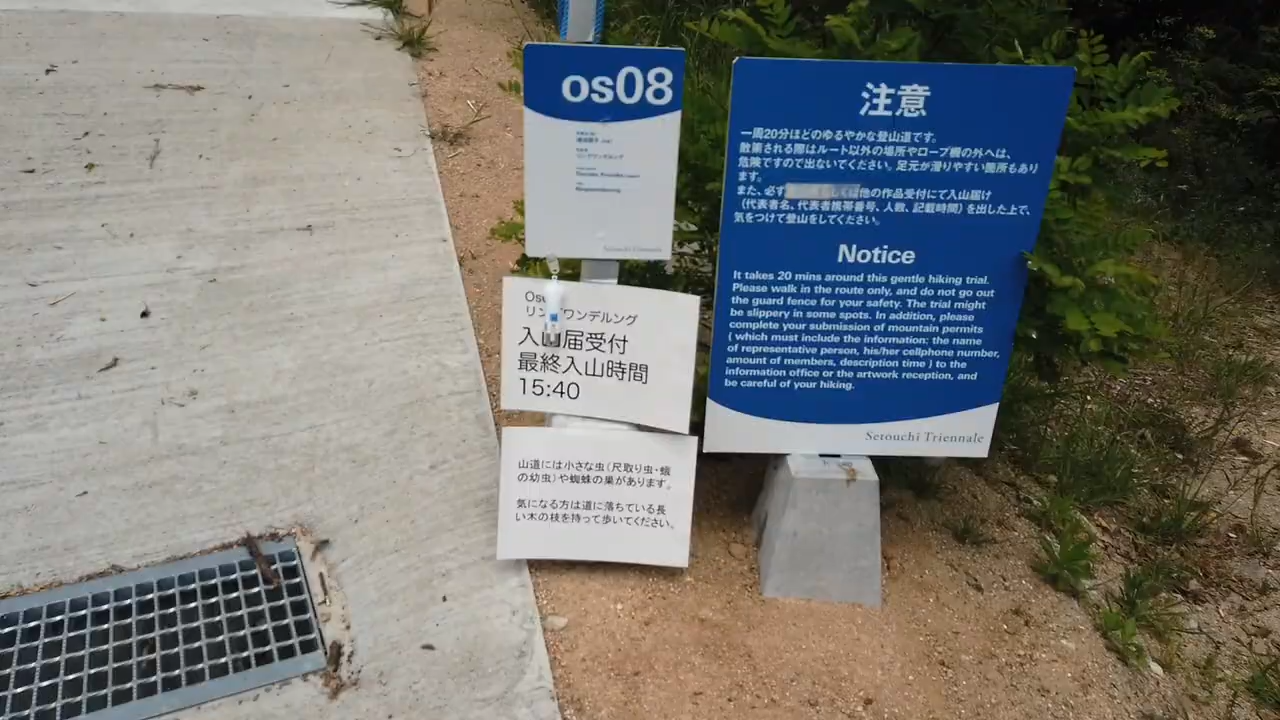 os08
リングワンデルング
Setouchi Triennale
リングワンデルング
入山届受付
最終入山時間
15:40
山道には小さな虫(尺取り虫・蛾
の幼虫)や蜘蛛の巣があります。
気になる方は道に落ちている長
い木の枝を持って歩いてください。
注意
一周20分ほどのゆるやかな登山道です。
散策される際はルート以外の場所やロープ柵の外へは、
危険ですので出ないでください。足元が滑りやすい箇所もあり
ます。
また、必ず 他の作品受付にて入山届け
(代表者名、代表者携帯番号、人数、記載時間)を出した上で、
気をつけて登山をしてください。
Notice
It takes 20 mins around this gentle hiking trial.
Please walk in the route only, and do not go out
the guard fence for your safety. The trial might
be slippery in some spots. In addition, please
complete your submission of mountain permits
( which must include the information: the name
of representative person, his/her cellphone number,
amount of members, description time ) to the
information office or the artwork reception, and
be careful of your hiking.
Setouchi Triennale